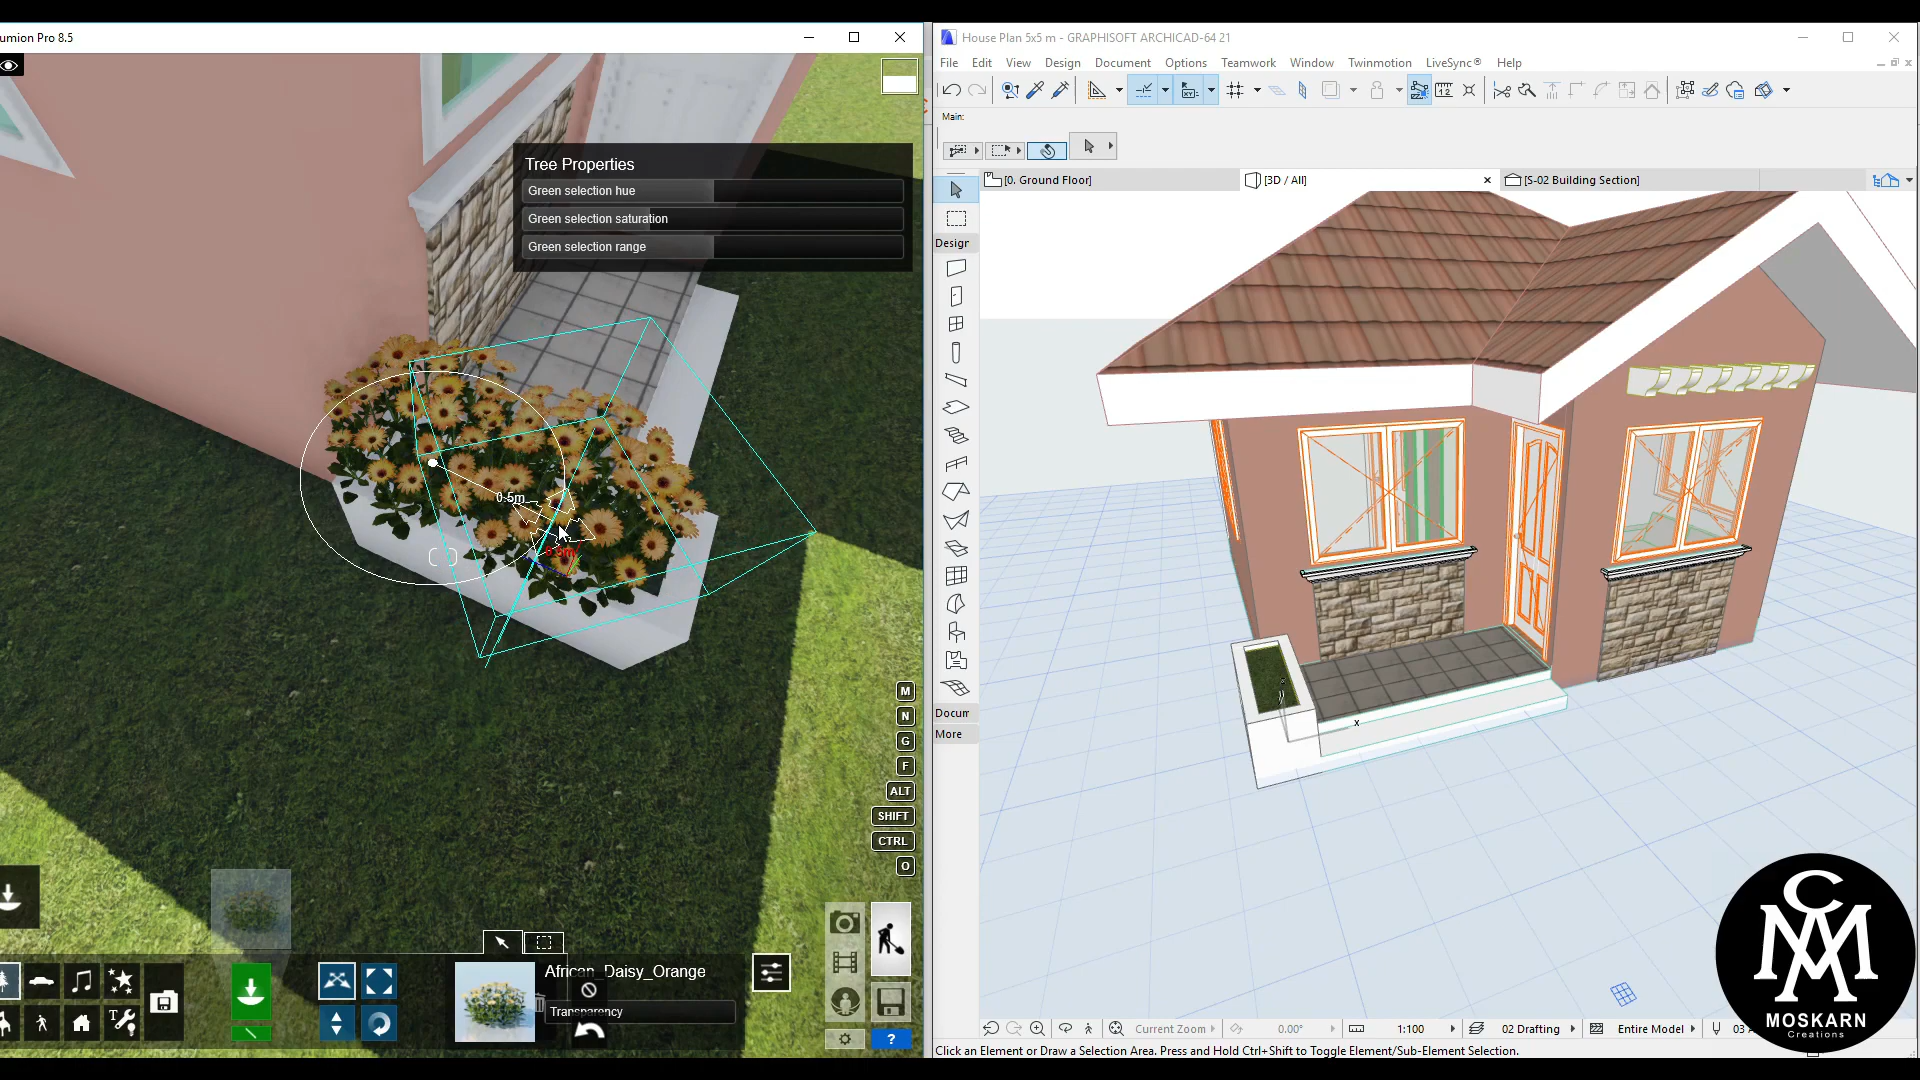 umion Pro 8.5
Tree Properties
Green selection hue
Green selection saturation
Green selection range
0.5m
M
N
G
F
ALT
SHIFT
CTRL
O
African_Daisy_Orange
Transparency
?
House Plan 5x5 m - GRAPHISOFT ARCHICAD-64 21
File Edit View Design Document Options Teamwork Window Twinmotion LiveSync® Help
Main:
[0. Ground Floor]
[3D / All]
[S-02 Building Section]
Design
Docum
More
Current Zoom
0.00°
1:100
02 Drafting
Entire Model
03
Click an Element or Draw a Selection Area. Press and Hold Ctrl+Shift to Toggle Element/Sub-Element Selection.
MOSKARN
Creations